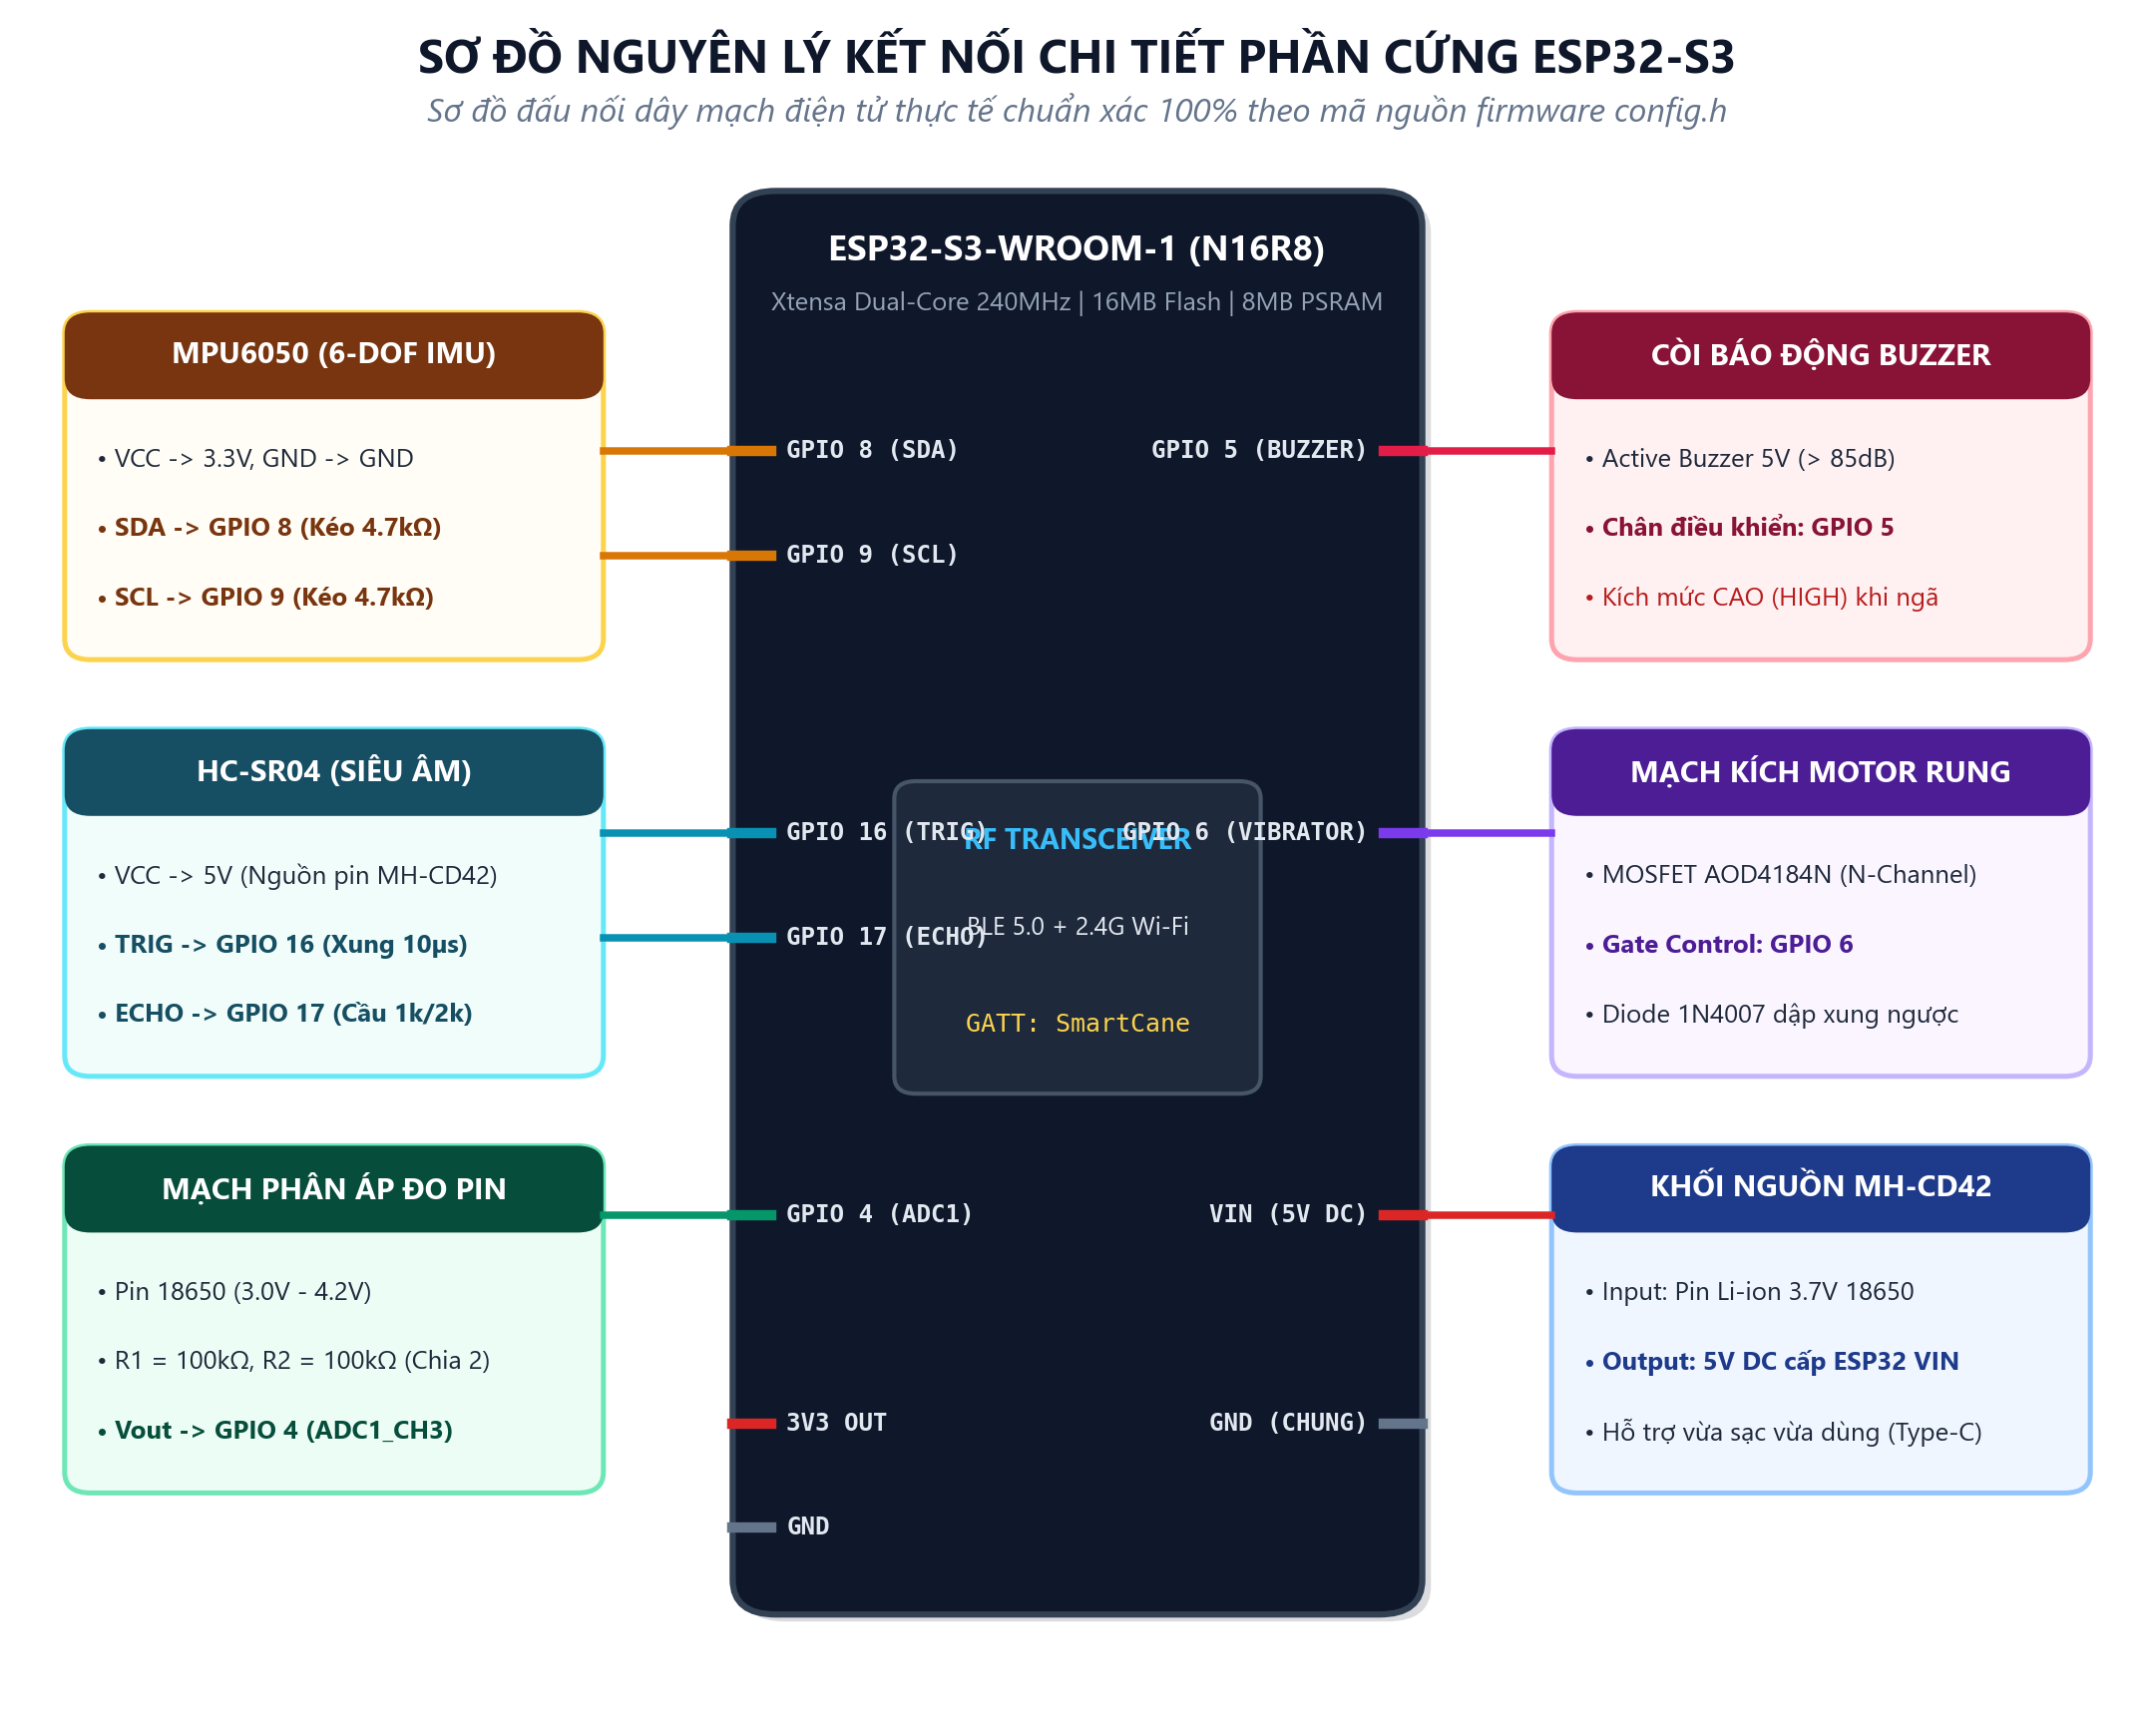 SƠ ĐỒ NGUYÊN LÝ KẾT NỐI CHI TIẾT PHẦN CỨNG ESP32-S3
Sơ đồ đấu nối dây mạch điện tử thực tế chuẩn xác 100% theo mã nguồn firmware config.h
ESP32-S3-WROOM-1 (N16R8)
Xtensa Dual-Core 240MHz | 16MB Flash | 8MB PSRAM
MPU6050 (6-DOF IMU)
• VCC -> 3.3V, GND -> GND
• SDA -> GPIO 8 (Kéo 4.7kΩ)
• SCL -> GPIO 9 (Kéo 4.7kΩ)
HC-SR04 (SIÊU ÂM)
• VCC -> 5V (Nguồn pin MH-CD42)
• TRIG -> GPIO 16 (Xung 10µs)
• ECHO -> GPIO 17 (Cầu 1k/2k)
MẠCH PHÂN ÁP ĐO PIN
• Pin 18650 (3.0V - 4.2V)
• R1 = 100kΩ, R2 = 100kΩ (Chia 2)
• Vout -> GPIO 4 (ADC1_CH3)
GPIO 8 (SDA)
GPIO 9 (SCL)
GPIO 16 (TRIG)
GPIO 17 (ECHO)
GPIO 4 (ADC1)
3V3 OUT
GND
RF TRANSCEIVER
BLE 5.0 + 2.4G Wi-Fi
GATT: SmartCane
GPIO 5 (BUZZER)
GPIO 6 (VIBRATOR)
VIN (5V DC)
GND (CHUNG)
CÒI BÁO ĐỘNG BUZZER
• Active Buzzer 5V (> 85dB)
• Chân điều khiển: GPIO 5
• Kích mức CAO (HIGH) khi ngã
MẠCH KÍCH MOTOR RUNG
• MOSFET AOD4184N (N-Channel)
• Gate Control: GPIO 6
• Diode 1N4007 dập xung ngược
KHỐI NGUỒN MH-CD42
• Input: Pin Li-ion 3.7V 18650
• Output: 5V DC cấp ESP32 VIN
• Hỗ trợ vừa sạc vừa dùng (Type-C)